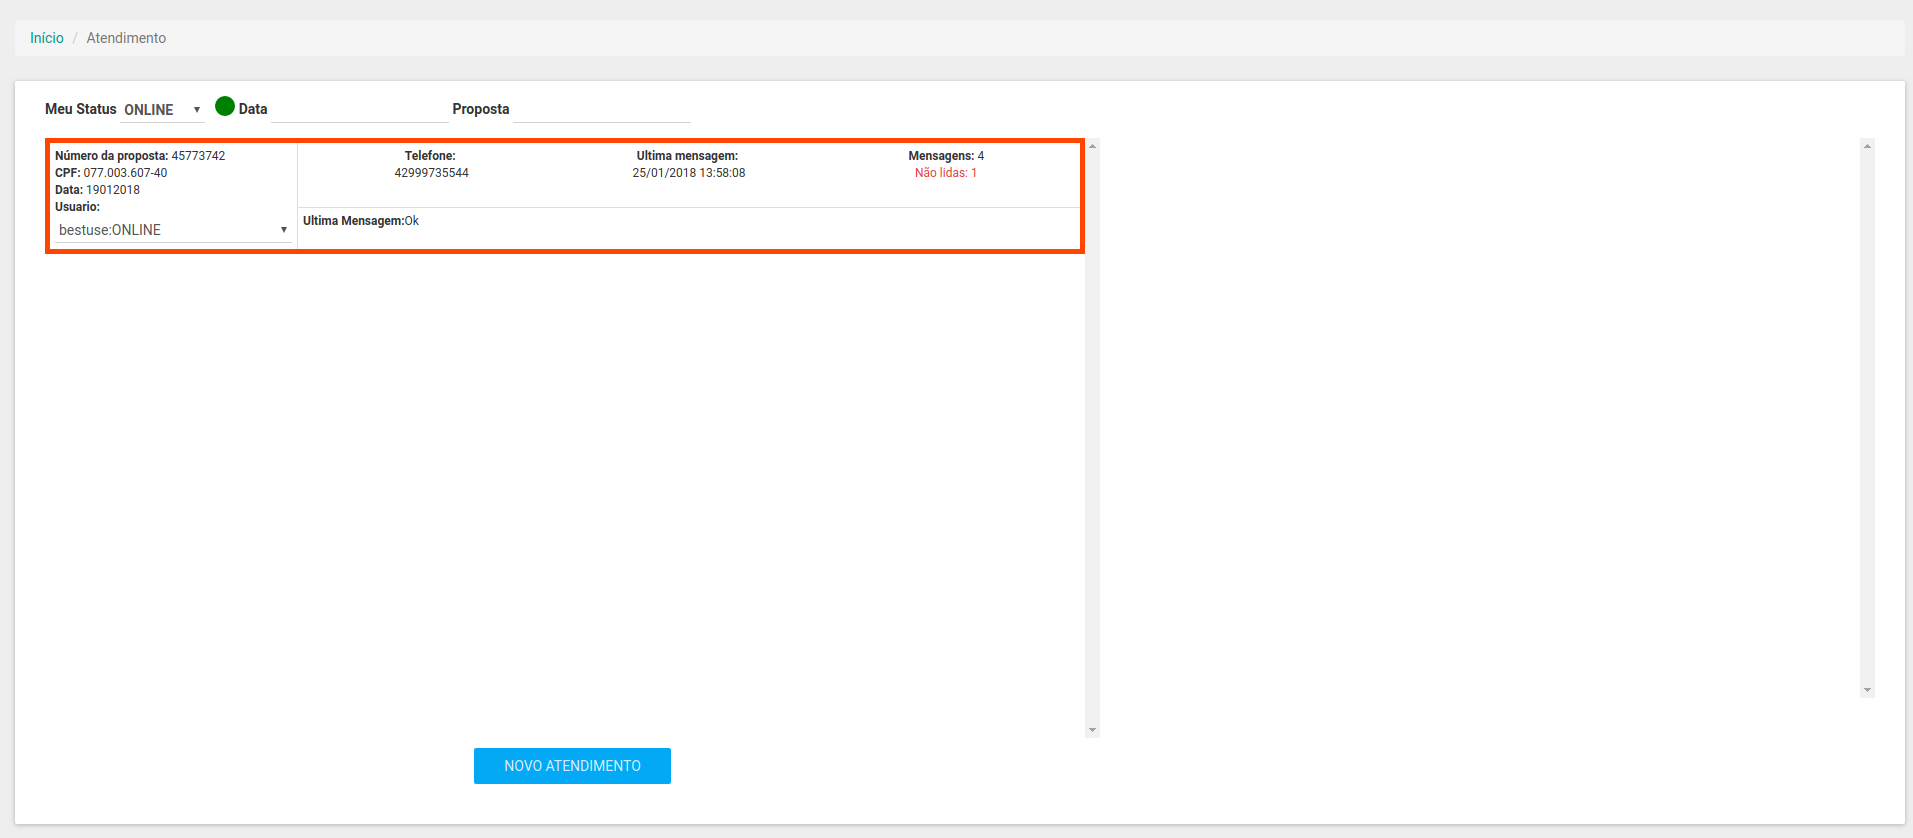 Início / Atendimento
Meu Status ONLINE Data Proposta
Número da proposta: 45773742
CPF: 077.003.607-40
Data: 19012018
Usuario:
bestuse:ONLINE
Telefone:
42999735544
Ultima mensagem:
25/01/2018 13:58:08
Mensagens: 4
Não lidas: 1
Ultima Mensagem:Ok
NOVO ATENDIMENTO